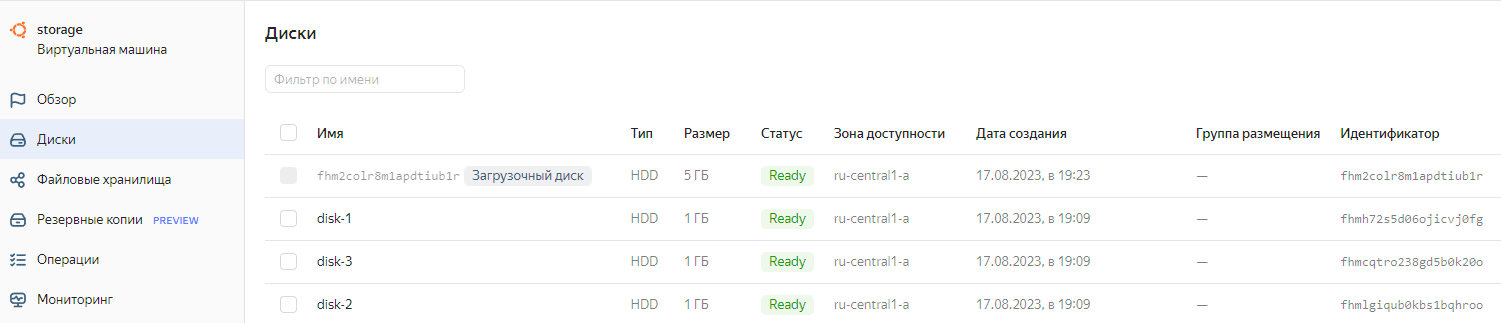 storage
Виртуальная машина
Обзор
Диски
Файловые хранилища
Резервные копии PREVIEW
Операции
Мониторинг
Диски
Фильтр по имени
Имя Тип Размер Статус Зона доступности Дата создания Группа размещения Идентификатор
fhm2colr8m1apdtiub1r Загрузочный диск HDD 5 ГБ Ready ru-central1-a 17.08.2023, в 19:23 — fhm2colr8m1apdtiub1r
disk-1 HDD 1 ГБ Ready ru-central1-a 17.08.2023, в 19:09 — fhmh72s5d06ojicvj0fg
disk-3 HDD 1 ГБ Ready ru-central1-a 17.08.2023, в 19:09 — fhmcqtro238gd5b0k20o
disk-2 HDD 1 ГБ Ready ru-central1-a 17.08.2023, в 19:09 — fhmlgiqub0kbs1bqhroo